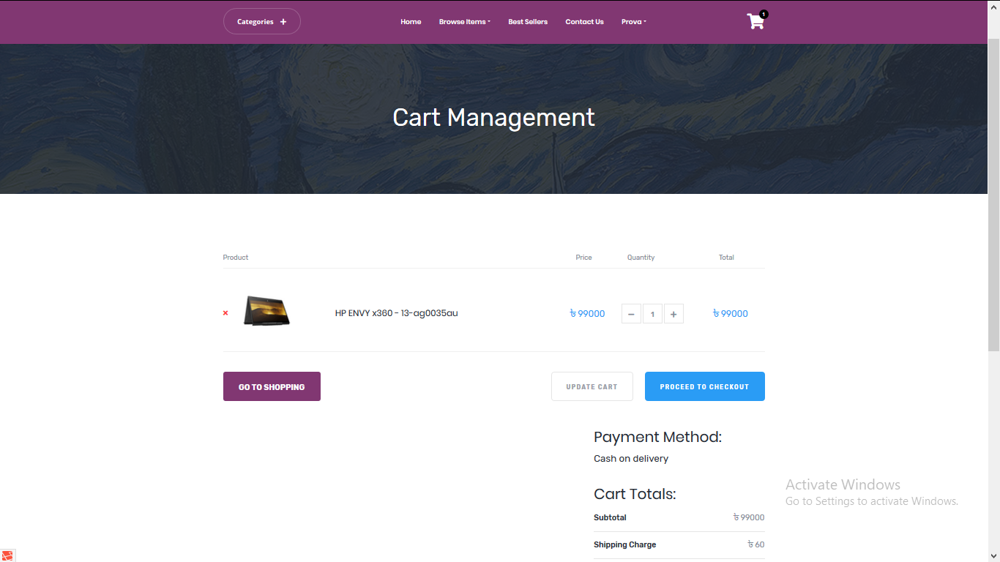 Categories +
Home Browse Items Best Sellers Contact Us Prova
1
Cart Management
Product Price Quantity Total
× HP ENVY x360 - 13-ag0035au ৳ 99000 − 1 + ৳ 99000
GO TO SHOPPING UPDATE CART PROCEED TO CHECKOUT
Payment Method:
Cash on delivery
Cart Totals:
Subtotal ৳ 99000
Shipping Charge ৳ 60
Activate Windows
Go to Settings to activate Windows.